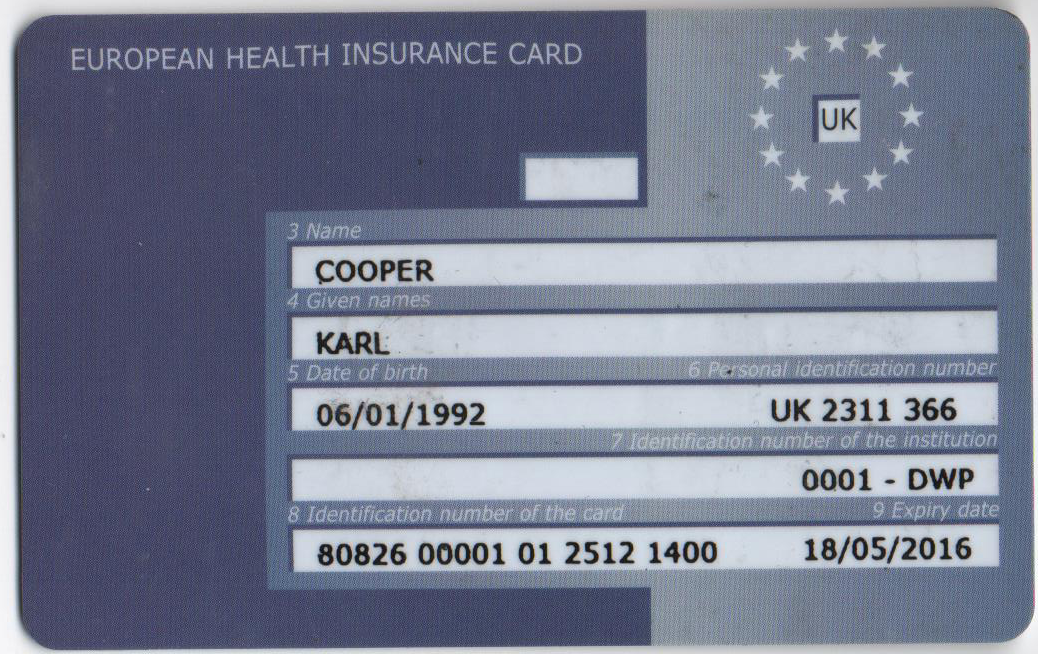 EUROPEAN HEALTH INSURANCE CARD
UK
3 Name
COOPER
4 Given names
KARL
5 Date of birth 6 Personal identification number
06/01/1992 UK 2311 366
7 Identification number of the institution
0001 - DWP
8 Identification number of the card 9 Expiry date
80826 00001 01 2512 1400 18/05/2016